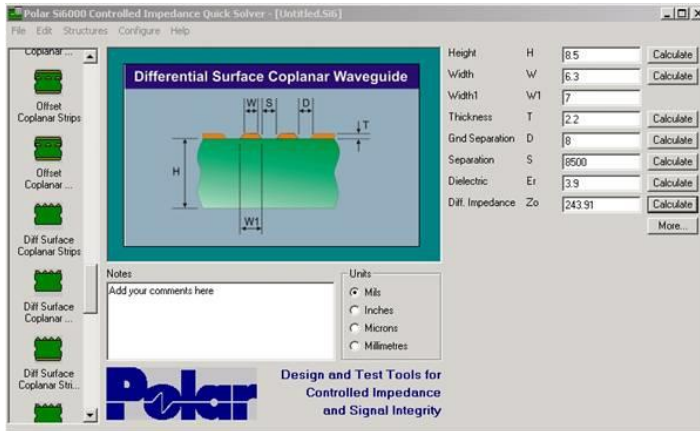 Polar Si6000 Controlled Impedance Quick Solver - [Untitled.Si6]
File Edit Structures Configure Help
Coplanar ...
Offset
Coplanar Strips
Offset
Coplanar ...
Diff Surface
Coplanar Strips
Diff Surface
Coplanar ...
Diff Surface
Coplanar Stri...
Differential Surface Coplanar Waveguide
W S D
T
H
W1
Height H 8.5 Calculate
Width W 6.3 Calculate
Width1 W1 7
Thickness T 2.2 Calculate
Gnd Separation D 8 Calculate
Separation S 8500 Calculate
Dielectric Er 3.9 Calculate
Diff. Impedance Zo 243.91 Calculate
More...
Notes
Add your comments here
Units
Mils
Inches
Microns
Millimetres
Polar
Design and Test Tools for
Controlled Impedance
and Signal Integrity